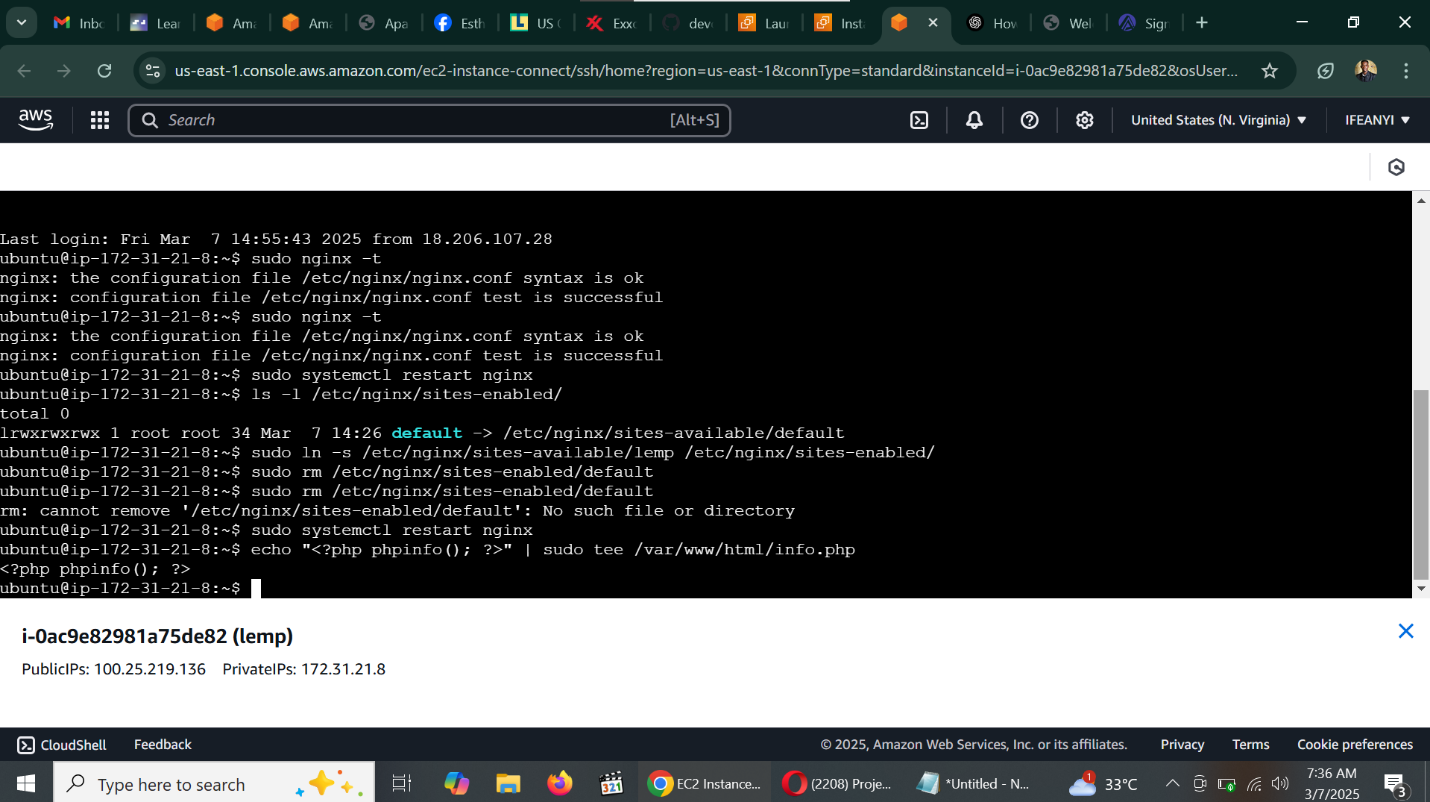 Inbo
Lear
Ama
Ama
Apa
Esth
US C
Exxo
deve
Laur
Insta
How
Wel
Sign
us-east-1.console.aws.amazon.com/ec2-instance-connect/ssh/home?region=us-east-1&connType=standard&instanceId=i-0ac9e82981a75de82&osUser...
aws
Search
[Alt+S]
United States (N. Virginia)
IFEANYI
Last login: Fri Mar  7 14:55:43 2025 from 18.206.107.28
ubuntu@ip-172-31-21-8:~$ sudo nginx -t
nginx: the configuration file /etc/nginx/nginx.conf syntax is ok
nginx: configuration file /etc/nginx/nginx.conf test is successful
ubuntu@ip-172-31-21-8:~$ sudo nginx -t
nginx: the configuration file /etc/nginx/nginx.conf syntax is ok
nginx: configuration file /etc/nginx/nginx.conf test is successful
ubuntu@ip-172-31-21-8:~$ sudo systemctl restart nginx
ubuntu@ip-172-31-21-8:~$ ls -l /etc/nginx/sites-enabled/
total 0
lrwxrwxrwx 1 root root 34 Mar  7 14:26 default -> /etc/nginx/sites-available/default
ubuntu@ip-172-31-21-8:~$ sudo ln -s /etc/nginx/sites-available/lemp /etc/nginx/sites-enabled/
ubuntu@ip-172-31-21-8:~$ sudo rm /etc/nginx/sites-enabled/default
ubuntu@ip-172-31-21-8:~$ sudo rm /etc/nginx/sites-enabled/default
rm: cannot remove '/etc/nginx/sites-enabled/default': No such file or directory
ubuntu@ip-172-31-21-8:~$ sudo systemctl restart nginx
ubuntu@ip-172-31-21-8:~$ echo "<?php phpinfo(); ?>" | sudo tee /var/www/html/info.php
<?php phpinfo(); ?>
ubuntu@ip-172-31-21-8:~$
i-0ac9e82981a75de82 (lemp)
PublicIPs: 100.25.219.136 PrivateIPs: 172.31.21.8
CloudShell
Feedback
© 2025, Amazon Web Services, Inc. or its affiliates.
Privacy
Terms
Cookie preferences
Type here to search
321
EC2 Instance...
(2208) Proje...
*Untitled - N...
1
33°C
7:36 AM
3/7/2025
3